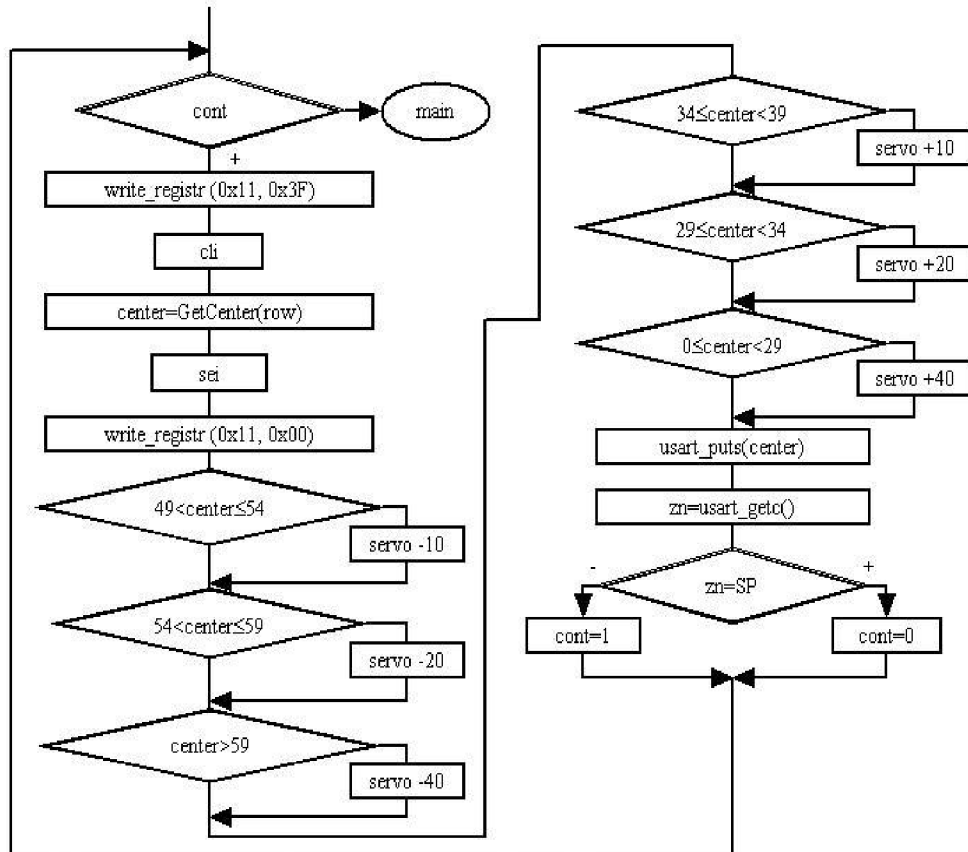 cont
main
+
write_registr (0x11, 0x3F)
cli
center=GetCenter(row)
sei
write_registr (0x11, 0x00)
49<center≤54
servo -10
54<center≤59
servo -20
center>59
servo -40
34≤center<39
servo +10
29≤center<34
servo +20
0≤center<29
servo +40
usart_puts(center)
zn=usart_getc()
-
+
zn=SP
cont=1
cont=0